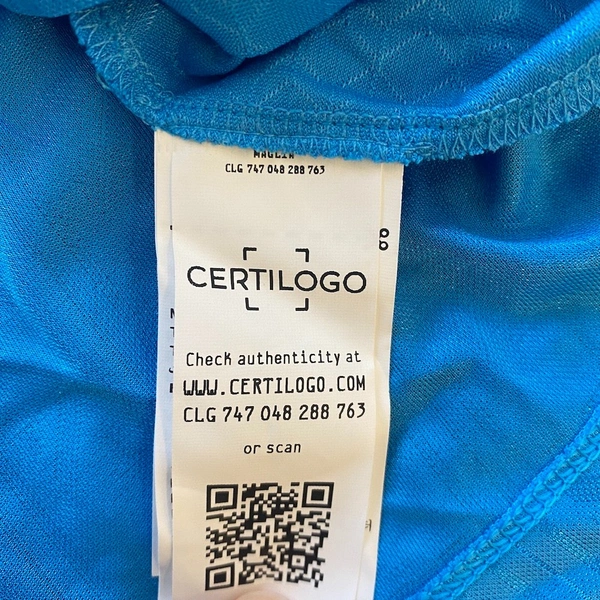 MAGLIA
CLG 747 048 288 763
CERTILOGO
Check authenticity at
WWW.CERTILOGO.COM
CLG 747 048 288 763
or scan